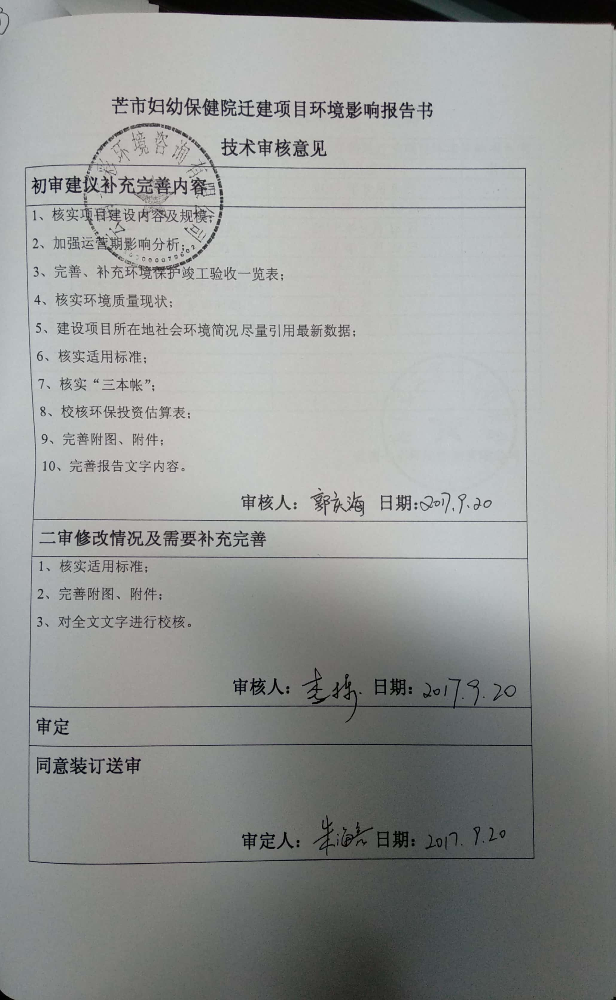 芒市妇幼保健院迁建项目环境影响报告书
技术审核意见
环境咨询有限公司
初审建议补充完善内容
1、核实项目建设内容及规模;
2、加强运营期影响分析;
3、完善、补充环境保护竣工验收一览表;
4、核实环境质量现状;
5、建设项目所在地社会环境简况尽量引用最新数据;
6、核实适用标准;
7、核实“三本帐”;
8、校核环保投资估算表;
9、完善附图、附件;
10、完善报告文字内容。
审核人: 郭庆海 日期:2017.9.20
二审修改情况及需要补充完善
1、核实适用标准;
2、完善附图、附件;
3、对全文文字进行校核。
审核人: 日期: 2017.9.20
审定
同意装订送审
审定人: 日期: 2017.9.20